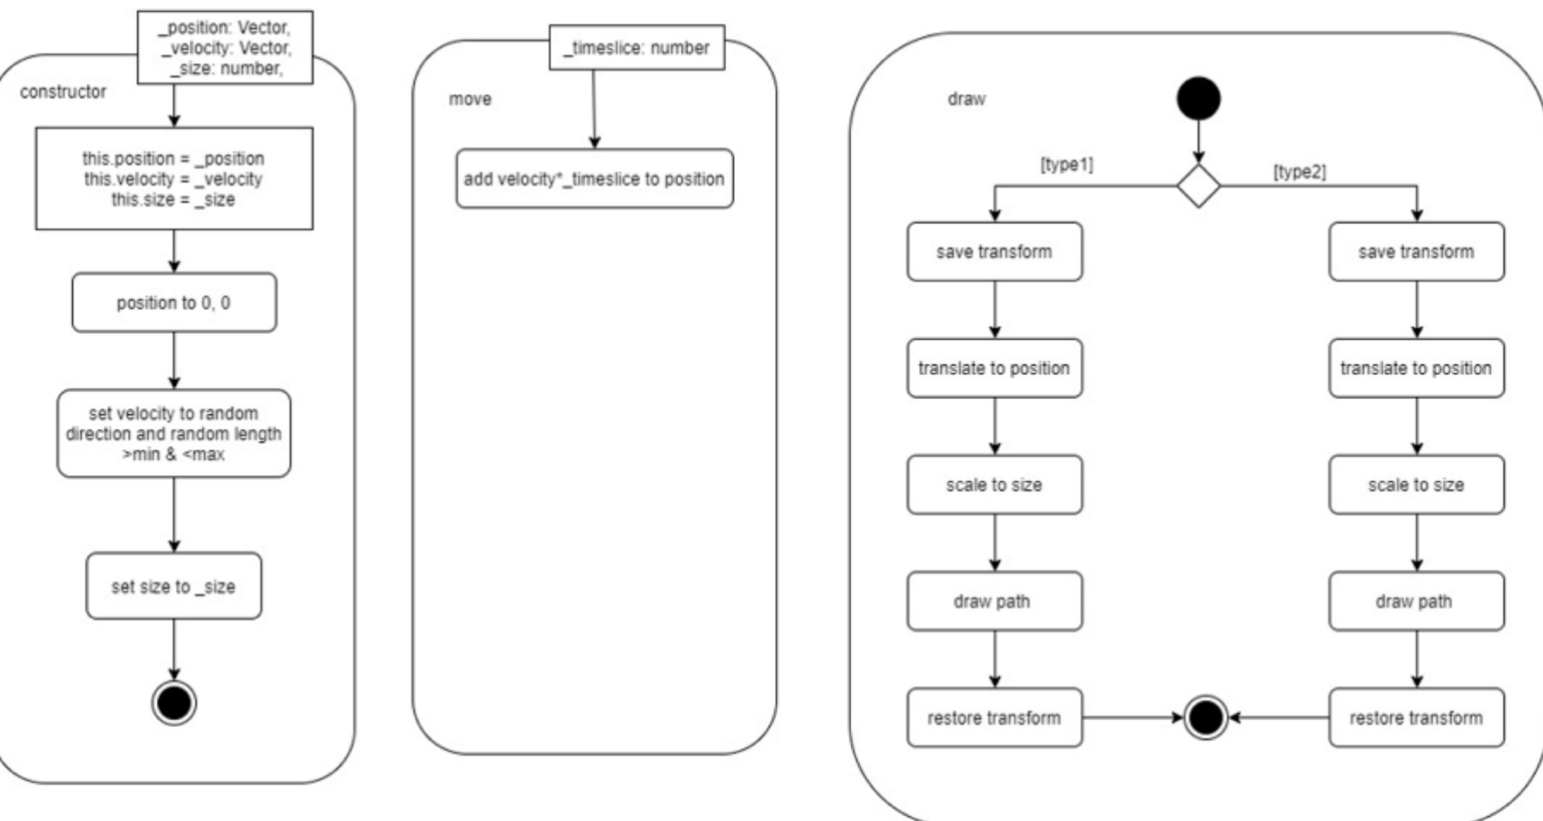 _position: Vector,
_velocity: Vector,
_size: number,
constructor
this.position = _position
this.velocity = _velocity
this.size = _size
position to 0, 0
set velocity to random
direction and random length
>min & <max
set size to _size
_timeslice: number
move
add velocity*_timeslice to position
draw
[type1]
[type2]
save transform
translate to position
scale to size
draw path
restore transform
save transform
translate to position
scale to size
draw path
restore transform